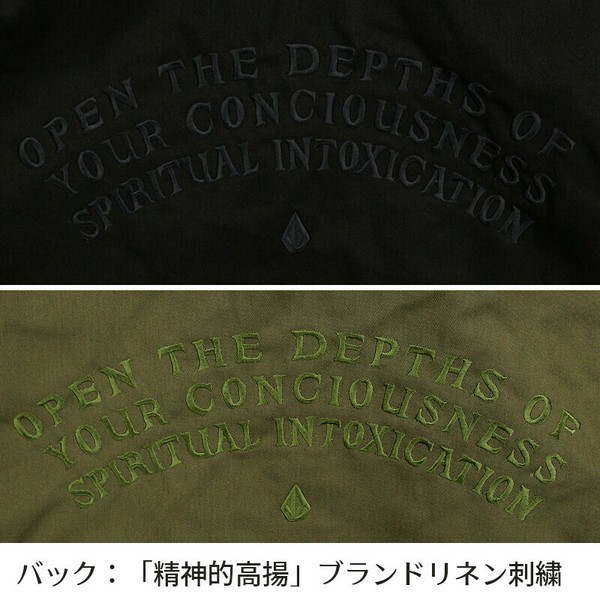 OPEN THE DEPTHS OF
YOUR CONCIOUSNESS
SPIRITUAL INTOXICATION
OPEN THE DEPTHS OF
YOUR CONCIOUSNESS
SPIRITUAL INTOXICATION
バック：「精神的高揚」ブランドリネン刺繍